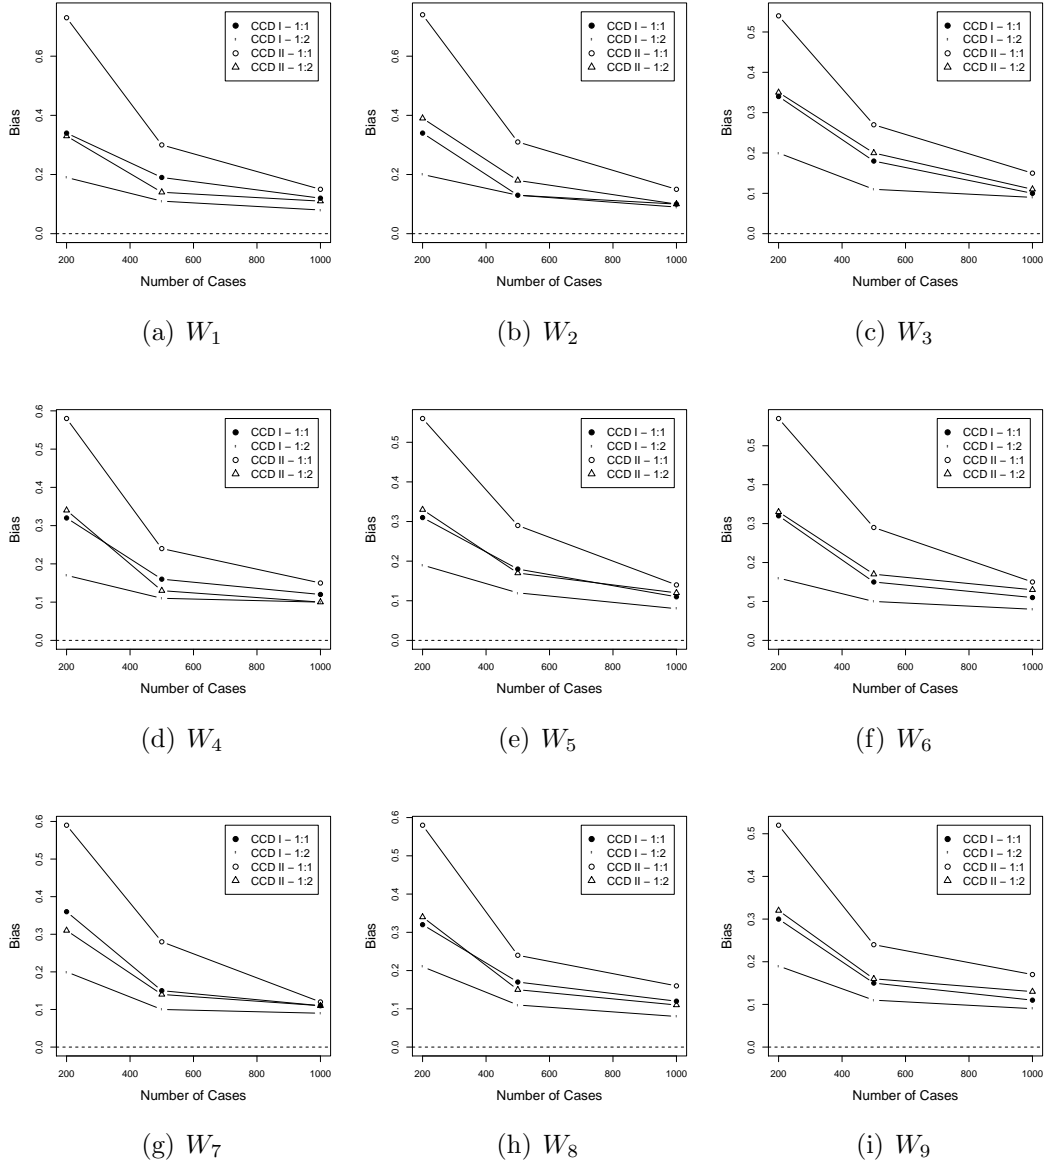 CCD I − 1:1
CCD I − 1:2
CCD II − 1:1
CCD II − 1:2
0.0 0.2 0.4 0.6
Bias
200 400 600 800 1000
Number of Cases
(a) W1
CCD I − 1:1
CCD I − 1:2
CCD II − 1:1
CCD II − 1:2
0.0 0.2 0.4 0.6
Bias
200 400 600 800 1000
Number of Cases
(b) W2
CCD I − 1:1
CCD I − 1:2
CCD II − 1:1
CCD II − 1:2
0.0 0.1 0.2 0.3 0.4 0.5
Bias
200 400 600 800 1000
Number of Cases
(c) W3
CCD I − 1:1
CCD I − 1:2
CCD II − 1:1
CCD II − 1:2
0.0 0.1 0.2 0.3 0.4 0.5 0.6
Bias
200 400 600 800 1000
Number of Cases
(d) W4
CCD I − 1:1
CCD I − 1:2
CCD II − 1:1
CCD II − 1:2
0.0 0.1 0.2 0.3 0.4 0.5
Bias
200 400 600 800 1000
Number of Cases
(e) W5
CCD I − 1:1
CCD I − 1:2
CCD II − 1:1
CCD II − 1:2
0.0 0.1 0.2 0.3 0.4 0.5
Bias
200 400 600 800 1000
Number of Cases
(f) W6
CCD I − 1:1
CCD I − 1:2
CCD II − 1:1
CCD II − 1:2
0.0 0.1 0.2 0.3 0.4 0.5 0.6
Bias
200 400 600 800 1000
Number of Cases
(g) W7
CCD I − 1:1
CCD I − 1:2
CCD II − 1:1
CCD II − 1:2
0.0 0.1 0.2 0.3 0.4 0.5 0.6
Bias
200 400 600 800 1000
Number of Cases
(h) W8
CCD I − 1:1
CCD I − 1:2
CCD II − 1:1
CCD II − 1:2
0.0 0.1 0.2 0.3 0.4 0.5
Bias
200 400 600 800 1000
Number of Cases
(i) W9